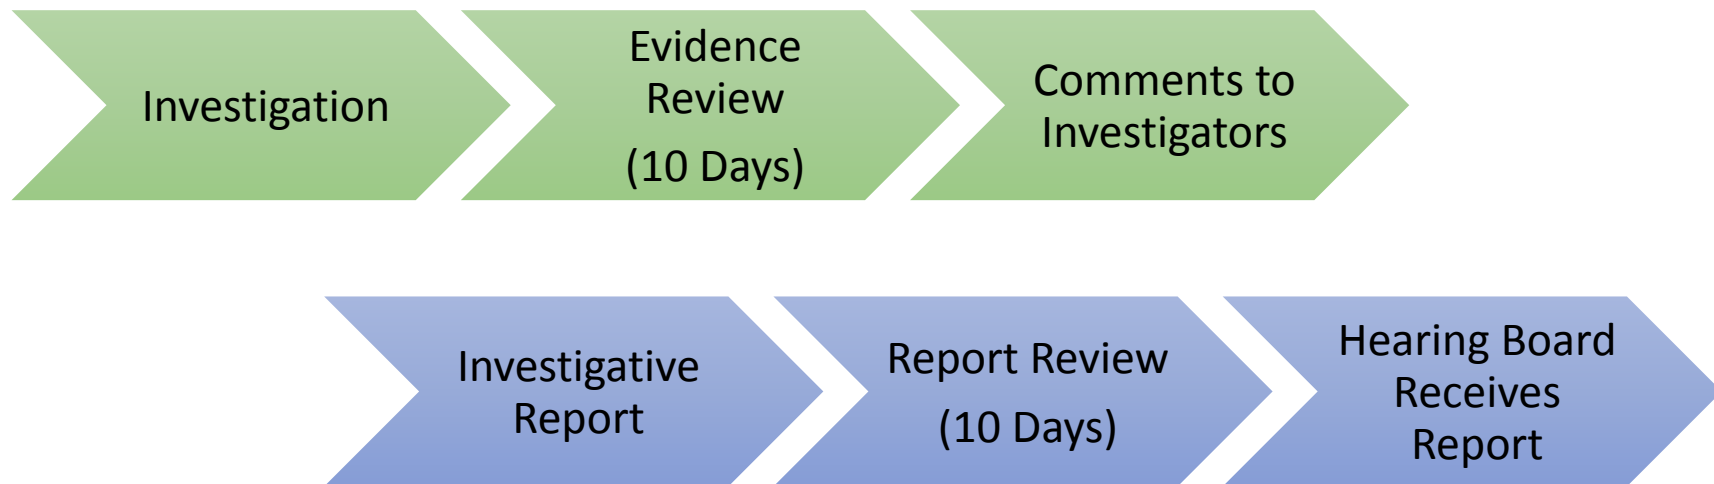 Investigation
Evidence
Review
(10 Days)
Comments to
Investigators
Investigative
Report
Report Review
(10 Days)
Hearing Board
Receives
Report